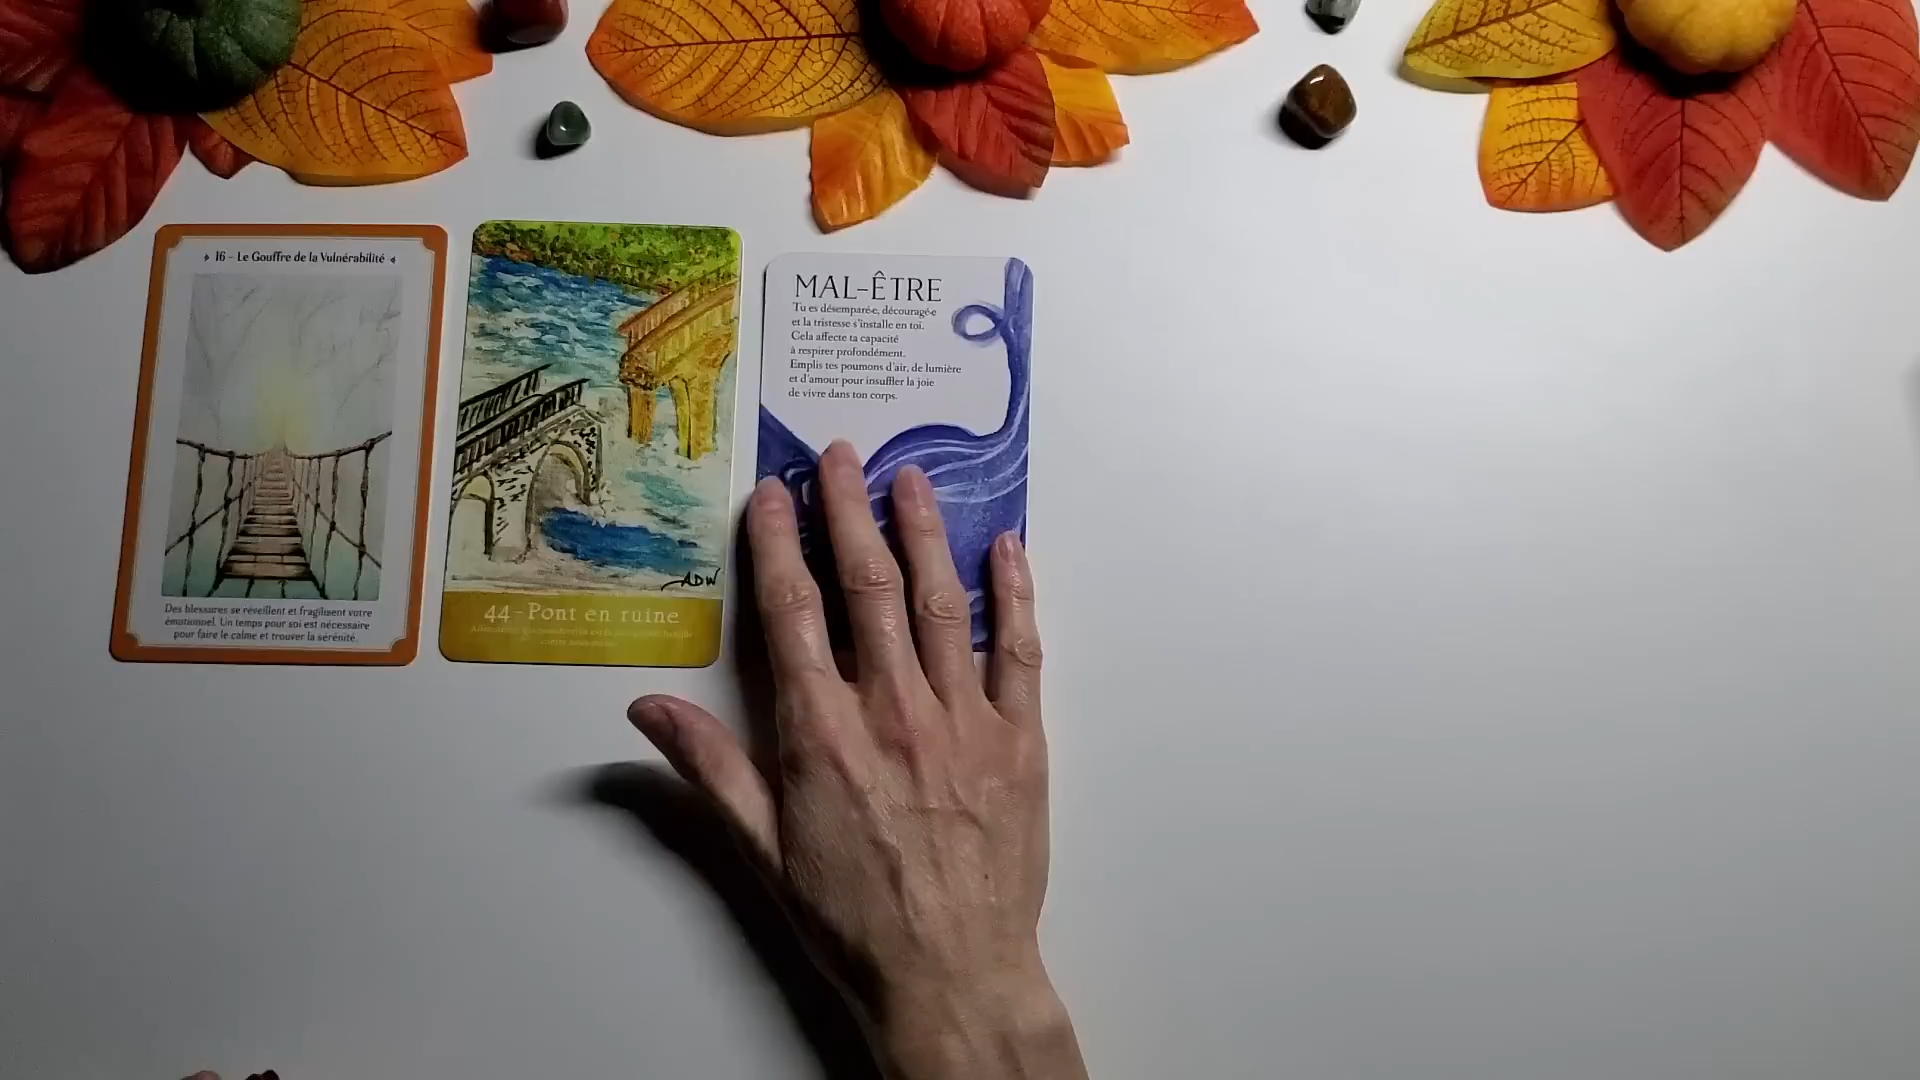 16 - Le Gouffre de la Vulnérabilité
Des blessures se réveillent et fragilisent votre
émotionnel. Un temps pour soi est nécessaire
pour faire le calme et trouver la sérénité.
ADW
44 - Pont en ruine
MAL-ÊTRE
Tu es désemparé·e, découragé·e
et la tristesse s'installe en toi.
Cela affecte ta capacité
à respirer profondément.
Emplis tes poumons d'air, de lumière
et d'amour pour insuffler la joie
de vivre dans ton corps.